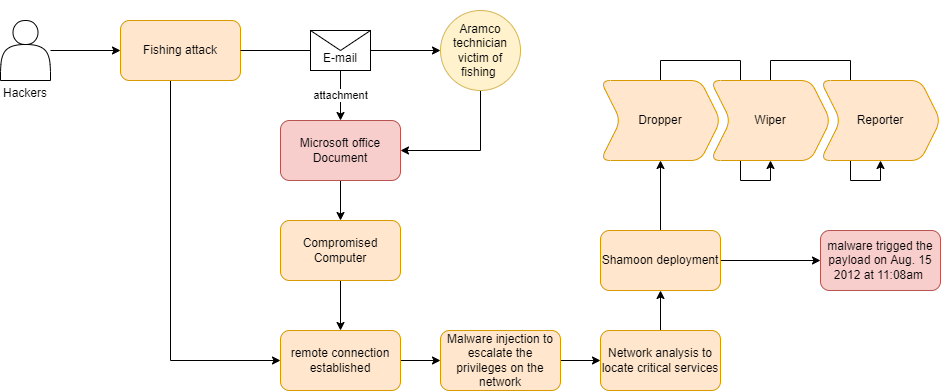 Hackers
Fishing attack
E-mail
attachment
Aramco
technician
victim of
fishing
Microsoft office
Document
Compromised
Computer
remote connection
established
Malware injection to
escalate the
privileges on the
network
Network analysis to
locate critical services
Shamoon deployment
malware trigged the
payload on Aug. 15
2012 at 11:08am
Dropper
Wiper
Reporter